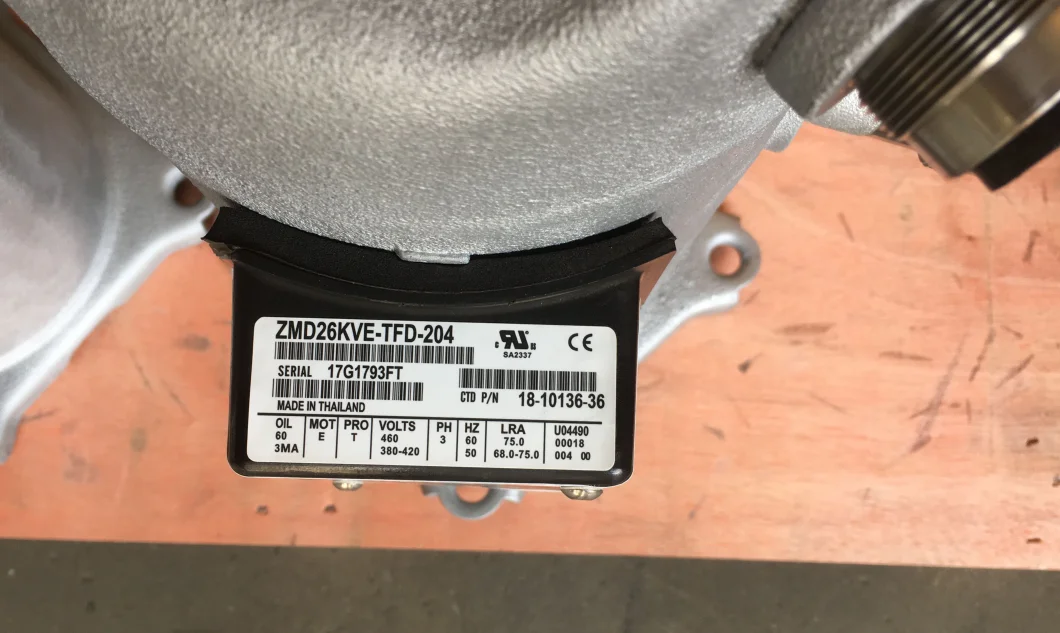 ZMD26KVE-TFD-204
c RU us
SA2337
CE
SERIAL 17G1793FT
CTD P/N 18-10136-36
MADE IN THAILAND
OIL MOT PRO VOLTS PH HZ LRA U04490
60 E T 460 3 60 75.0 00018
3MA 380-420 50 68.0-75.0 004 00